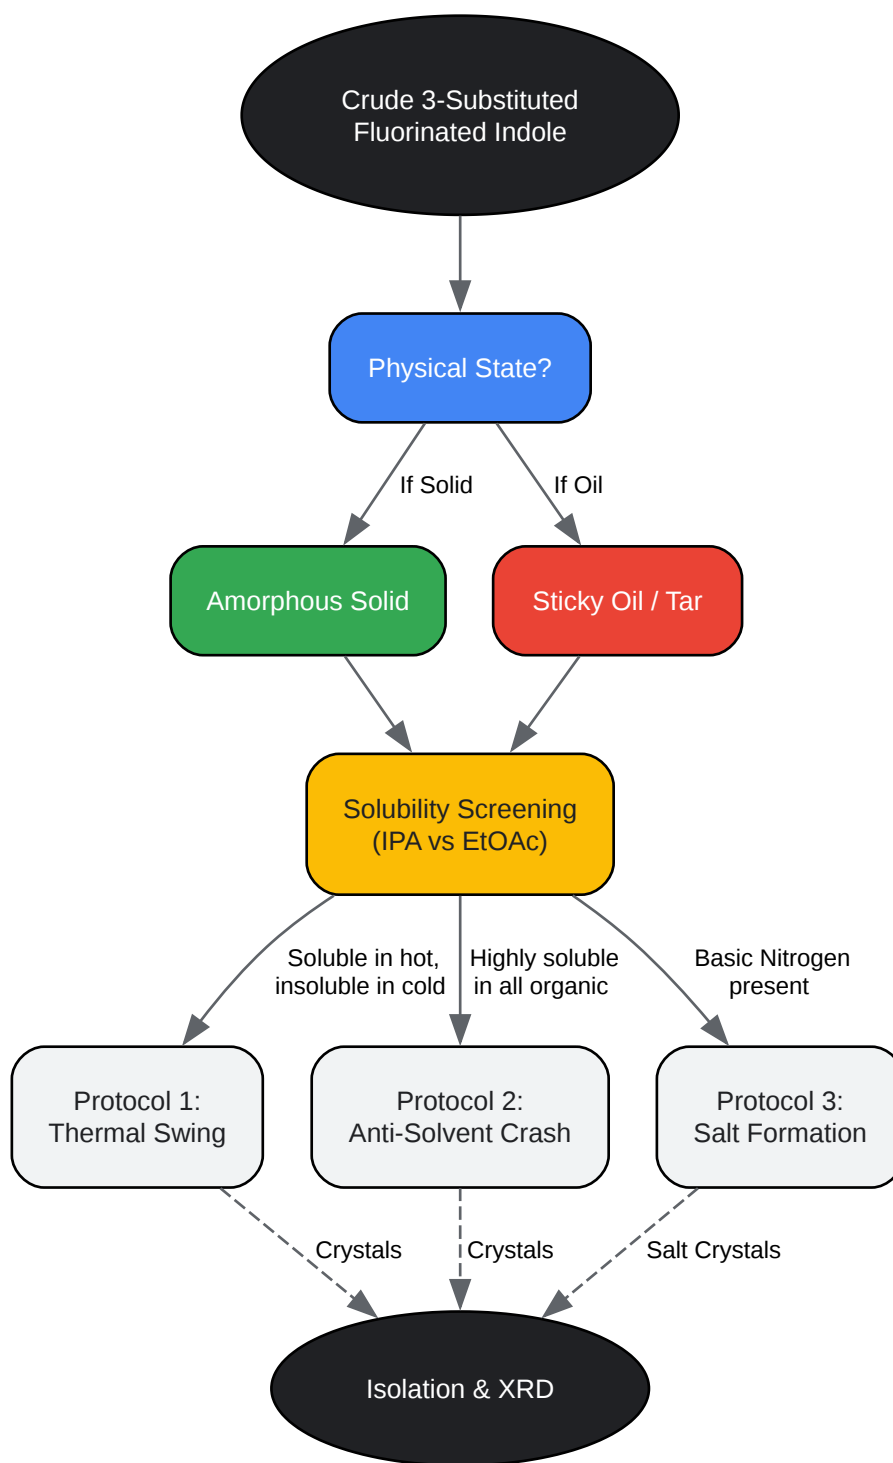 Crude 3-Substituted
Fluorinated Indole
Physical State?
If Solid
If Oil
Amorphous Solid
Sticky Oil / Tar
Solubility Screening
(IPA vs EtOAc)
Soluble in hot,
insoluble in cold
Highly soluble
in all organic
Basic Nitrogen
present
Protocol 1:
Thermal Swing
Protocol 2:
Anti-Solvent Crash
Protocol 3:
Salt Formation
Crystals
Crystals
Salt Crystals
Isolation & XRD